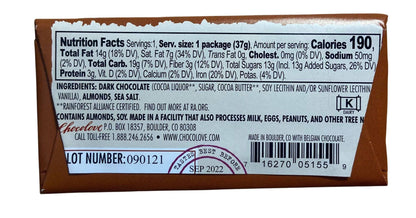 Nutrition Facts Servings:1, Serv. size: 1 package (37g), Amount per serving: Calories 190,
Total Fat 14g (18% DV), Sat. Fat 7g (34% DV), Trans Fat 0g, Cholest. 0mg (0% DV), Sodium 50mg
(2% DV), Total Carb. 19g (7% DV), Fiber 3g (12% DV), Total Sugars 13g (Incl. 13g Added Sugars, 26% DV)
Protein 3g, Vit. D (2% DV), Calcium (2% DV), Iron (20% DV), Potas. (4% DV).
INGREDIENTS: DARK CHOCOLATE (COCOA LIQUOR**, SUGAR, COCOA BUTTER**, SOY LECITHIN AND/OR SUNFLOWER LECITHIN
VANILLA), ALMONDS, SEA SALT.
**RAINFOREST ALLIANCE CERTIFIED. FIND OUT MORE AT RA.ORG.
CONTAINS ALMONDS, SOY. MADE IN A FACILITY THAT ALSO PROCESSES MILK, EGGS, PEANUTS, AND OTHER TREE N
K
Chocolove
P.O. BOX 18357, BOULDER, CO 80308
CALL TOLL-FREE 1.888.246.2656 • WWW.CHOCOLOVE.COM
MADE IN BOULDER, CO WITH BELGIAN CHOCOLATE.
LOT NUMBER: 090121
TASTES BEST BEFORE
SEP 2022
7 16270 05155 9